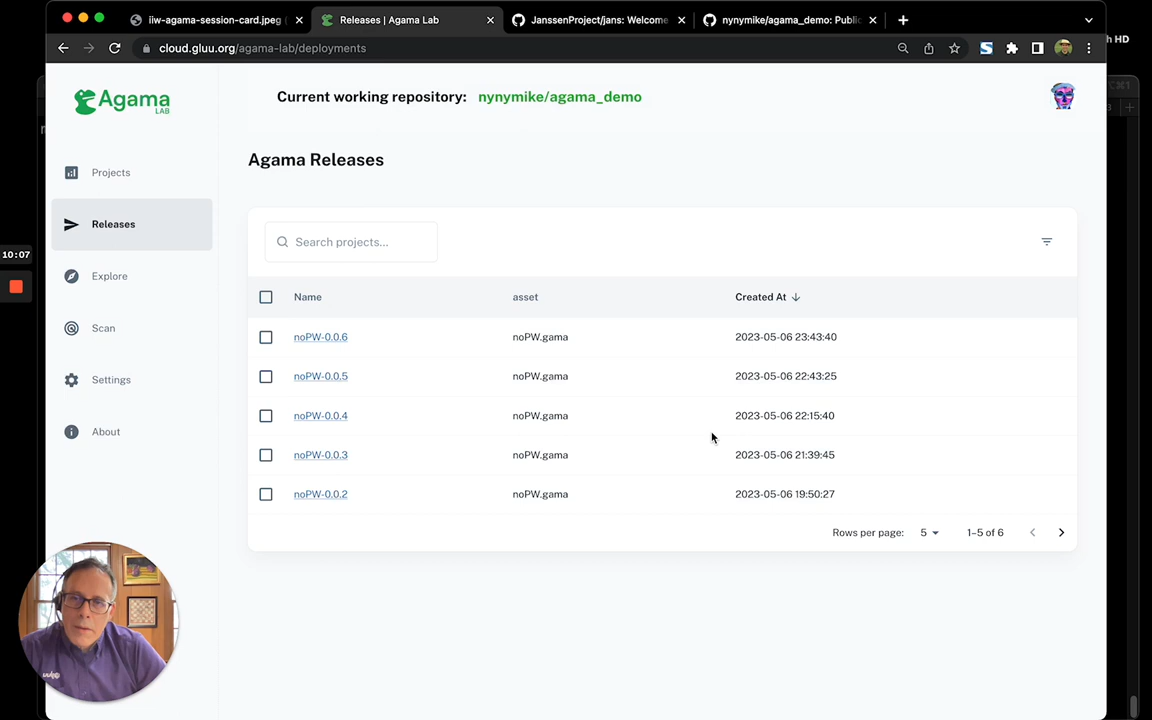 iiw-agama-session-card.jpeg (
Releases | Agama Lab
JanssenProject/jans: Welcome
nynymike/agama_demo: Public
cloud.gluu.org/agama-lab/deployments
h HD
⌥⌘1
Agama
LAB
Current working repository: nynymike/agama_demo
Projects
Releases
Explore
Scan
Settings
About
10:07
Agama Releases
Search projects...
Name asset Created At
noPW-0.0.6 noPW.gama 2023-05-06 23:43:40
noPW-0.0.5 noPW.gama 2023-05-06 22:43:25
noPW-0.0.4 noPW.gama 2023-05-06 22:15:40
noPW-0.0.3 noPW.gama 2023-05-06 21:39:45
noPW-0.0.2 noPW.gama 2023-05-06 19:50:27
Rows per page: 5 1–5 of 6